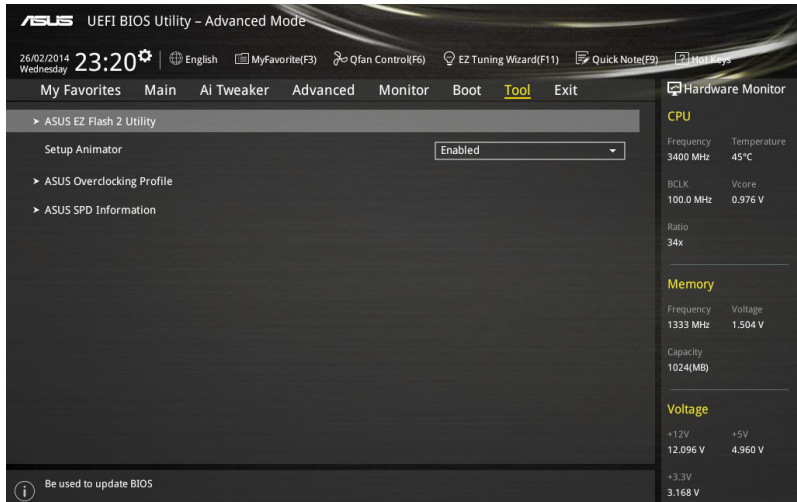 ASUS UEFI BIOS Utility – Advanced Mode
26/02/2014
Wednesday
23:20
English
MyFavorite(F3)
Qfan Control(F6)
EZ Tuning Wizard(F11)
Quick Note(F9)
? Hot Keys
My Favorites Main Ai Tweaker Advanced Monitor Boot Tool Exit
Hardware Monitor
> ASUS EZ Flash 2 Utility
Setup Animator Enabled
> ASUS Overclocking Profile
> ASUS SPD Information
CPU
Frequency Temperature
3400 MHz 45°C
BCLK Vcore
100.0 MHz 0.976 V
Ratio
34x
Memory
Frequency Voltage
1333 MHz 1.504 V
Capacity
1024(MB)
Voltage
+12V +5V
12.096 V 4.960 V
+3.3V
3.168 V
i Be used to update BIOS